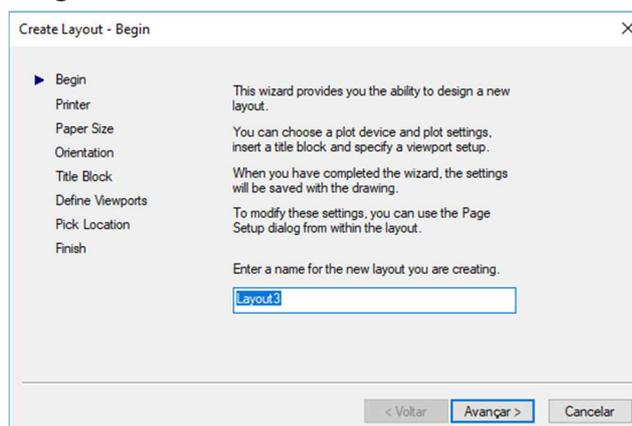 Create Layout - Begin
Begin
Printer
Paper Size
Orientation
Title Block
Define Viewports
Pick Location
Finish
This wizard provides you the ability to design a new
layout.
You can choose a plot device and plot settings,
insert a title block and specify a viewport setup.
When you have completed the wizard, the settings
will be saved with the drawing.
To modify these settings, you can use the Page
Setup dialog from within the layout.
Enter a name for the new layout you are creating.
Layout3
< Voltar
Avançar >
Cancelar